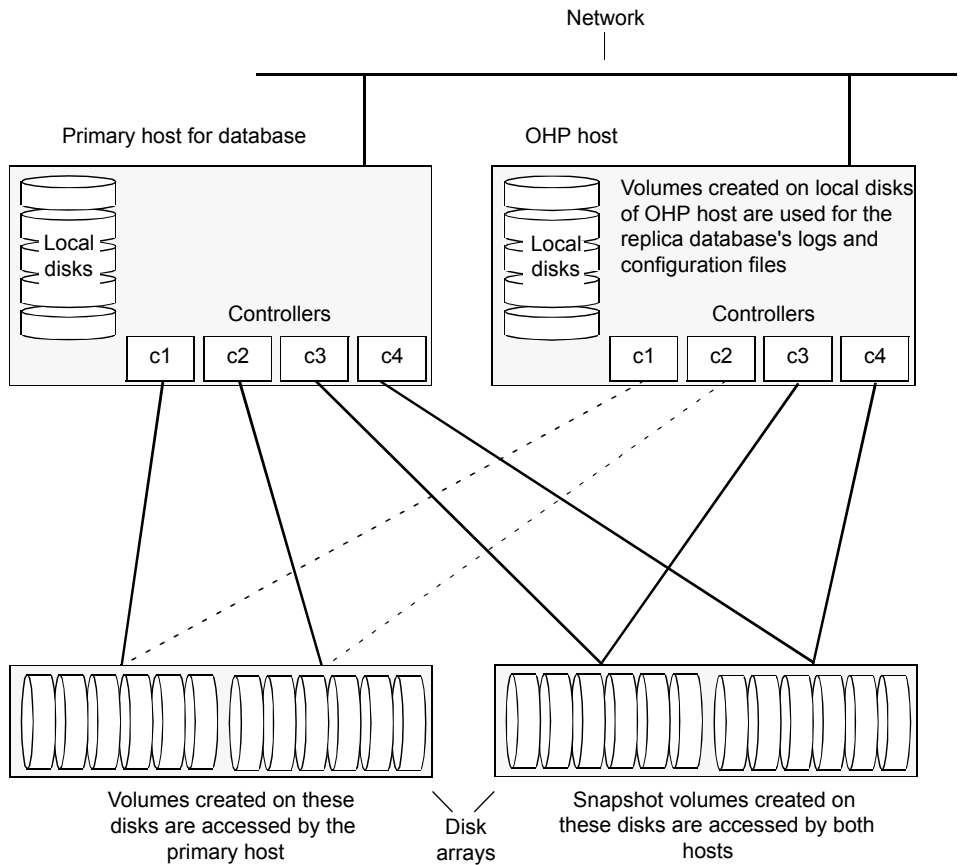 Network
Primary host for database
OHP host
Local
disks
Controllers
c1
c2
c3
c4
Local
disks
Volumes created on local disks
of OHP host are used for the
replica database's logs and
configuration files
Controllers
c1
c2
c3
c4
Volumes created on these
disks are accessed by the
primary host
Disk
arrays
Snapshot volumes created on
these disks are accessed by both
hosts